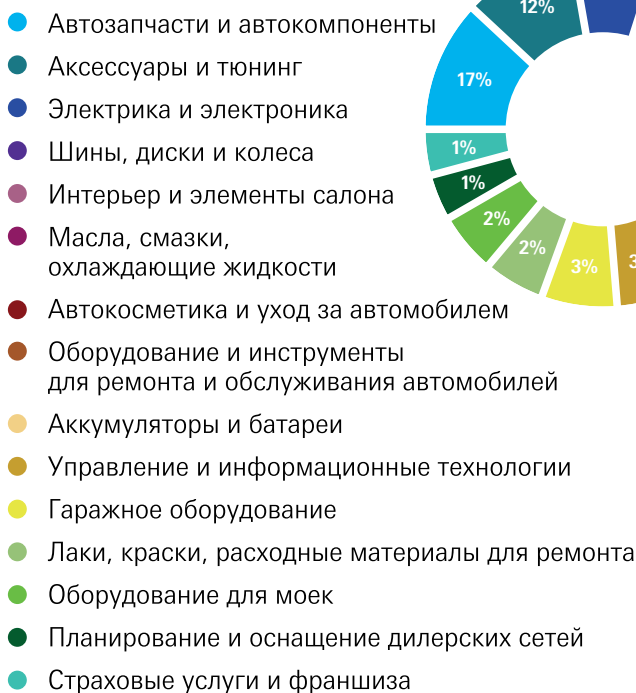 Автозапчасти и автокомпоненты
Аксессуары и тюнинг
Электрика и электроника
Шины, диски и колеса
Интерьер и элементы салона
Масла, смазки,
охлаждающие жидкости
Автокосметика и уход за автомобилем
Оборудование и инструменты
для ремонта и обслуживания автомобилей
Аккумуляторы и батареи
Управление и информационные технологии
Гаражное оборудование
Лаки, краски, расходные материалы для ремонта
Оборудование для моек
Планирование и оснащение дилерских сетей
Страховые услуги и франшиза
12%
17%
1%
1%
2%
2%
3%